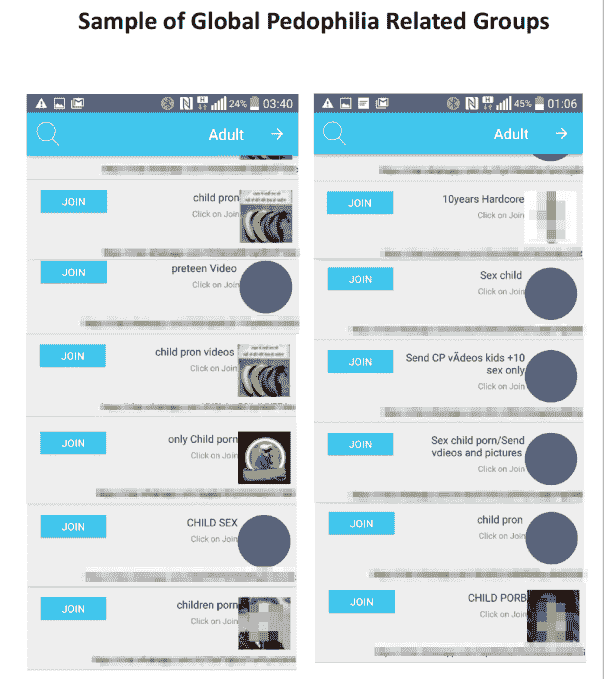 Sample of Global Pedophilia Related Groups
24% 03:40
Adult
JOIN
child pron
Click on Join
JOIN
preteen Video
Click on Join
JOIN
child pron videos
Click on Join
JOIN
only Child porn
Click on Join
JOIN
CHILD SEX
Click on Join
JOIN
children porn
Click on Join
45% 01:06
Adult
JOIN
10years Hardcore
Click on Join
JOIN
Sex child
Click on Join
JOIN
Send CP vÃdeos kids +10
sex only
Click on Join
JOIN
Sex child porn/Send
vdieos and pictures
Click on Join
JOIN
child pron
Click on Join
JOIN
CHILD PORB
Click on Join